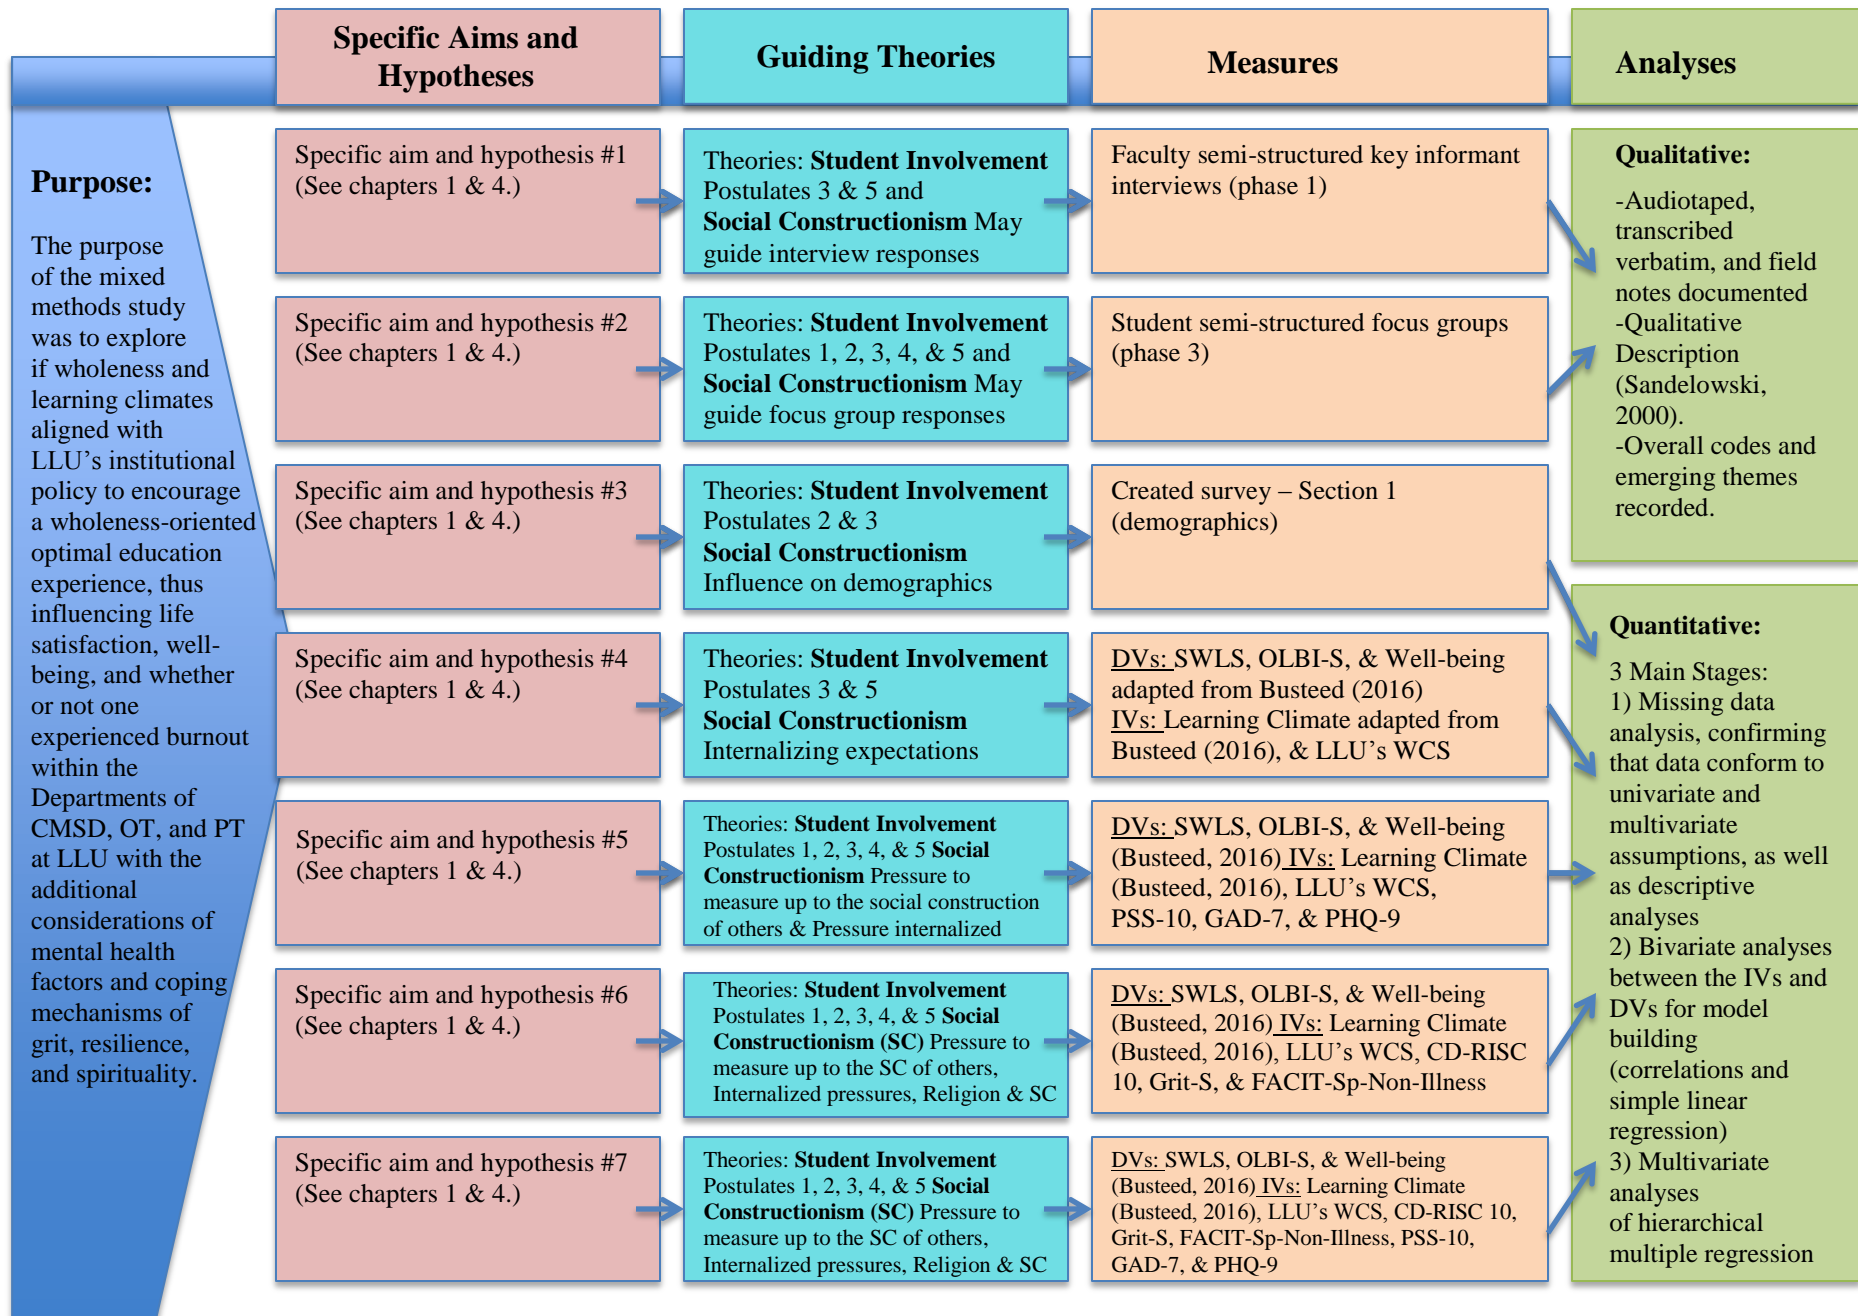 Specific Aims and
Hypotheses
Guiding Theories
Measures
Analyses
Purpose:
The purpose
of the mixed
methods study
was to explore
if wholeness and
learning climates
aligned with
LLU’s institutional
policy to encourage
a wholeness-oriented
optimal education
experience, thus
influencing life
satisfaction, well-
being, and whether
or not one
experienced burnout
within the
Departments of
CMSD, OT, and PT
at LLU with the
additional
considerations of
mental health
factors and coping
mechanisms of
grit, resilience,
and spirituality.
Specific aim and hypothesis #1
(See chapters 1 & 4.)
Theories: Student Involvement
Postulates 3 & 5 and
Social Constructionism May
guide interview responses
Faculty semi-structured key informant
interviews (phase 1)
Specific aim and hypothesis #2
(See chapters 1 & 4.)
Theories: Student Involvement
Postulates 1, 2, 3, 4, & 5 and
Social Constructionism May
guide focus group responses
Student semi-structured focus groups
(phase 3)
Specific aim and hypothesis #3
(See chapters 1 & 4.)
Theories: Student Involvement
Postulates 2 & 3
Social Constructionism
Influence on demographics
Created survey – Section 1
(demographics)
Specific aim and hypothesis #4
(See chapters 1 & 4.)
Theories: Student Involvement
Postulates 3 & 5
Social Constructionism
Internalizing expectations
DVs: SWLS, OLBI-S, & Well-being
adapted from Busteed (2016)
IVs: Learning Climate adapted from
Busteed (2016), & LLU’s WCS
Specific aim and hypothesis #5
(See chapters 1 & 4.)
Theories: Student Involvement
Postulates 1, 2, 3, 4, & 5 Social
Constructionism Pressure to
measure up to the social construction
of others & Pressure internalized
DVs: SWLS, OLBI-S, & Well-being
(Busteed, 2016) IVs: Learning Climate
(Busteed, 2016), LLU’s WCS,
PSS-10, GAD-7, & PHQ-9
Specific aim and hypothesis #6
(See chapters 1 & 4.)
Theories: Student Involvement
Postulates 1, 2, 3, 4, & 5 Social
Constructionism (SC) Pressure to
measure up to the SC of others,
Internalized pressures, Religion & SC
DVs: SWLS, OLBI-S, & Well-being
(Busteed, 2016) IVs: Learning Climate
(Busteed, 2016), LLU’s WCS, CD-RISC
10, Grit-S, & FACIT-Sp-Non-Illness
Specific aim and hypothesis #7
(See chapters 1 & 4.)
Theories: Student Involvement
Postulates 1, 2, 3, 4, & 5 Social
Constructionism (SC) Pressure to
measure up to the SC of others,
Internalized pressures, Religion & SC
DVs: SWLS, OLBI-S, & Well-being
(Busteed, 2016) IVs: Learning Climate
(Busteed, 2016), LLU’s WCS, CD-RISC 10,
Grit-S, FACIT-Sp-Non-Illness, PSS-10,
GAD-7, & PHQ-9
Qualitative:
-Audiotaped,
transcribed
verbatim, and field
notes documented
-Qualitative
Description
(Sandelowski,
2000).
-Overall codes and
emerging themes
recorded.
Quantitative:
3 Main Stages:
1) Missing data
analysis, confirming
that data conform to
univariate and
multivariate
assumptions, as well
as descriptive
analyses
2) Bivariate analyses
between the IVs and
DVs for model
building
(correlations and
simple linear
regression)
3) Multivariate
analyses
of hierarchical
multiple regression